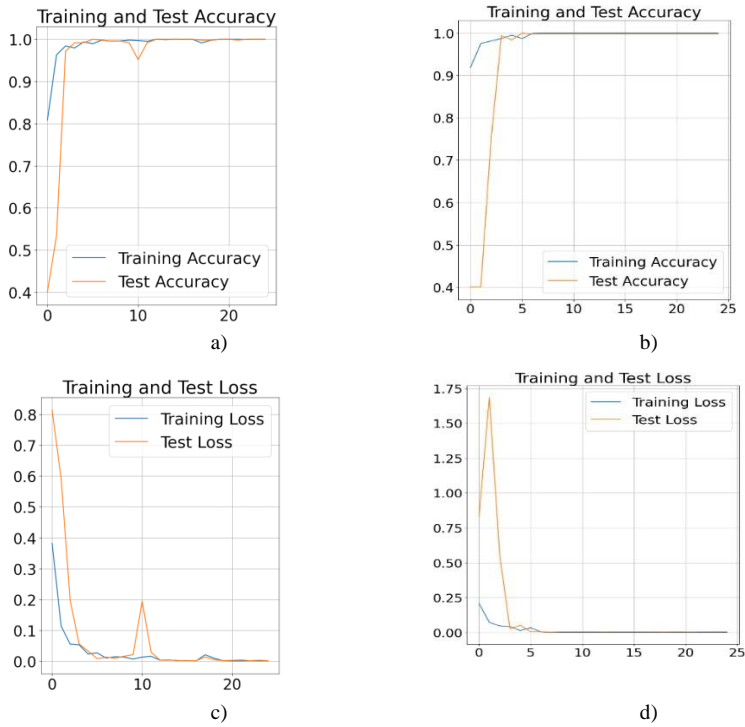 Training and Test Accuracy
1.0
0.9
0.8
0.7
0.6
0.5
0.4
Training Accuracy
Test Accuracy
0 10 20
a)
Training and Test Accuracy
1.0
0.9
0.8
0.7
0.6
0.5
0.4
Training Accuracy
Test Accuracy
0 5 10 15 20 25
b)
Training and Test Loss
0.8
0.7
0.6
0.5
0.4
0.3
0.2
0.1
0.0
Training Loss
Test Loss
0 10 20
c)
Training and Test Loss
1.75
1.50
1.25
1.00
0.75
0.50
0.25
0.00
Training Loss
Test Loss
0 5 10 15 20 25
d)